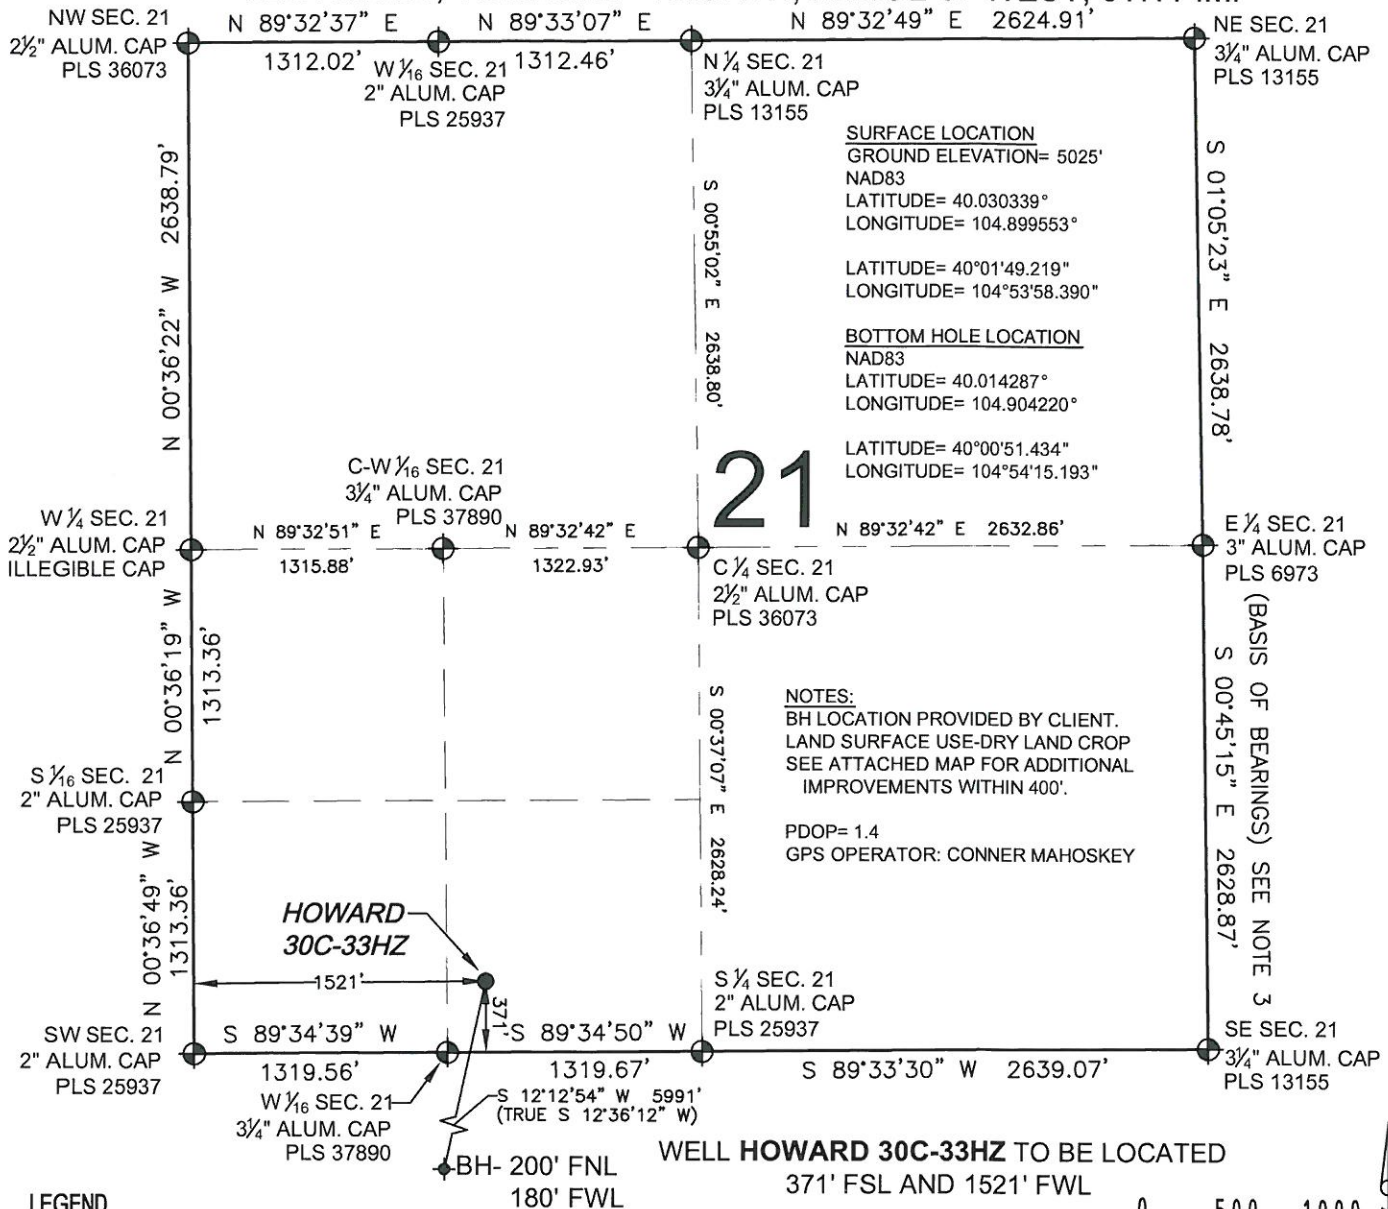 NW SEC. 21
2½" ALUM. CAP
PLS 36073
N 89°32'37" E
1312.02'
W 1⁄16 SEC. 21
2" ALUM. CAP
PLS 25937
N 89°33'07" E
1312.46'
N ¼ SEC. 21
3¼" ALUM. CAP
PLS 13155
N 89°32'49" E 2624.91'
NE SEC. 21
3¼" ALUM. CAP
PLS 13155
N 00°36'22" W 2638.79'
S 00°55'02" E 2638.80'
SURFACE LOCATION
GROUND ELEVATION= 5025'
NAD83
LATITUDE= 40.030339°
LONGITUDE= 104.899553°
LATITUDE= 40°01'49.219"
LONGITUDE= 104°53'58.390"
BOTTOM HOLE LOCATION
NAD83
LATITUDE= 40.014287°
LONGITUDE= 104.904220°
LATITUDE= 40°00'51.434"
LONGITUDE= 104°54'15.193"
S 01°05'23" E 2638.78'
21
W ¼ SEC. 21
2½" ALUM. CAP
ILLEGIBLE CAP
C-W 1⁄16 SEC. 21
3¼" ALUM. CAP
PLS 37890
N 89°32'51" E
1315.88'
N 89°32'42" E
1322.93'
C ¼ SEC. 21
2½" ALUM. CAP
PLS 36073
N 89°32'42" E 2632.86'
E ¼ SEC. 21
3" ALUM. CAP
PLS 6973
N 00°36'19" W
1313.36'
S 00°37'07" E 2628.24'
NOTES:
BH LOCATION PROVIDED BY CLIENT.
LAND SURFACE USE-DRY LAND CROP
SEE ATTACHED MAP FOR ADDITIONAL
IMPROVEMENTS WITHIN 400'.
PDOP= 1.4
GPS OPERATOR: CONNER MAHOSKEY
S 00°45'15" E 2628.87'
(BASIS OF BEARINGS) SEE NOTE 3
S 1⁄16 SEC. 21
2" ALUM. CAP
PLS 25937
N 00°36'49" W
1313.36'
HOWARD
30C-33HZ
1521'
371'
SW SEC. 21
2" ALUM. CAP
PLS 25937
S 89°34'39" W
1319.56'
W 1⁄16 SEC. 21
3¼" ALUM. CAP
PLS 37890
S 89°34'50" W
1319.67'
S ¼ SEC. 21
2" ALUM. CAP
PLS 25937
S 89°33'30" W 2639.07'
SE SEC. 21
3¼" ALUM. CAP
PLS 13155
S 12°12'54" W 5991'
(TRUE S 12°36'12" W)
BH- 200' FNL
180' FWL
WELL HOWARD 30C-33HZ TO BE LOCATED
371' FSL AND 1521' FWL
LEGEND
0 500 1000